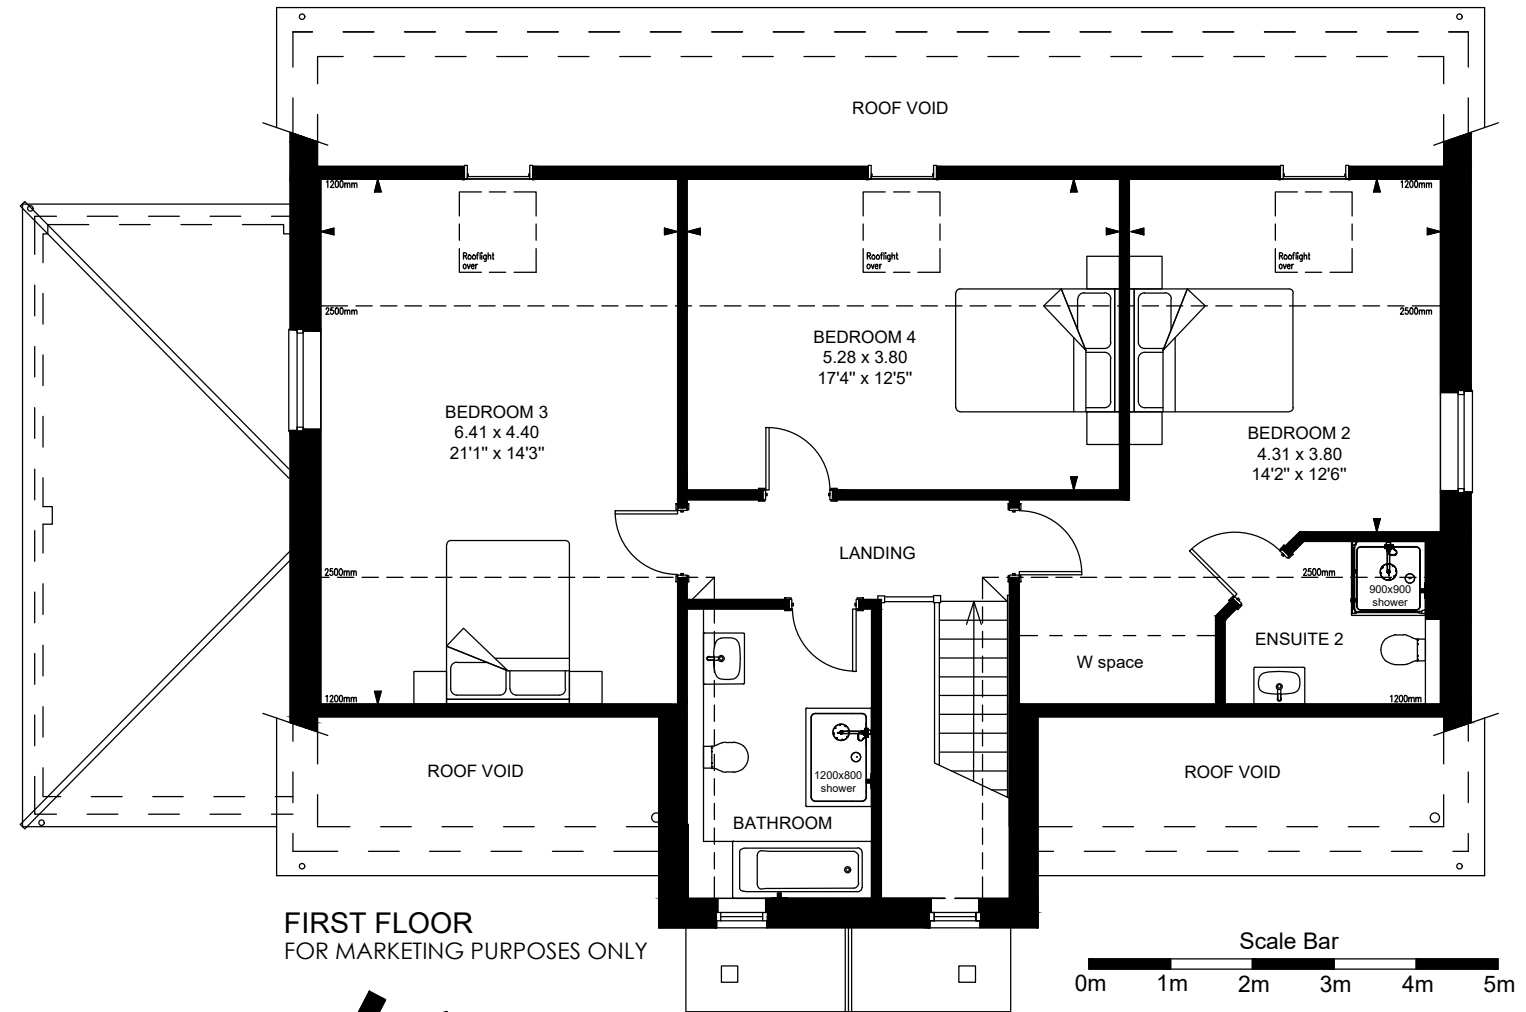 ROOF VOID
1200mm
1200mm
Rooflight
over
Rooflight
over
Rooflight
over
2500mm
2500mm
BEDROOM 4
5.28 x 3.80
17'4" x 12'5"
BEDROOM 3
6.41 x 4.40
21'1" x 14'3"
BEDROOM 2
4.31 x 3.80
14'2" x 12'6"
LANDING
2500mm
2500mm
900x900
shower
ENSUITE 2
W space
1200mm
1200mm
ROOF VOID
1200x800
shower
ROOF VOID
BATHROOM
FIRST FLOOR
FOR MARKETING PURPOSES ONLY
Scale Bar
0m 1m 2m 3m 4m 5m